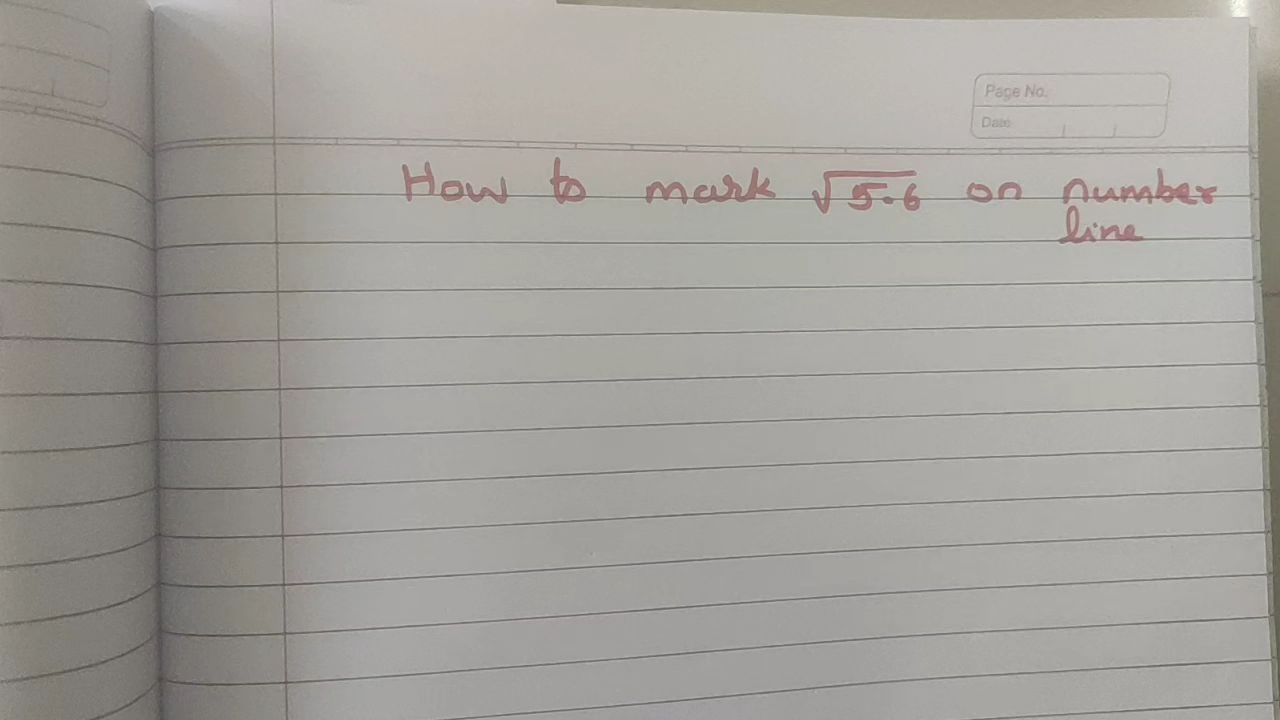 Page No.
Date
How to mark √5.6 on number
line